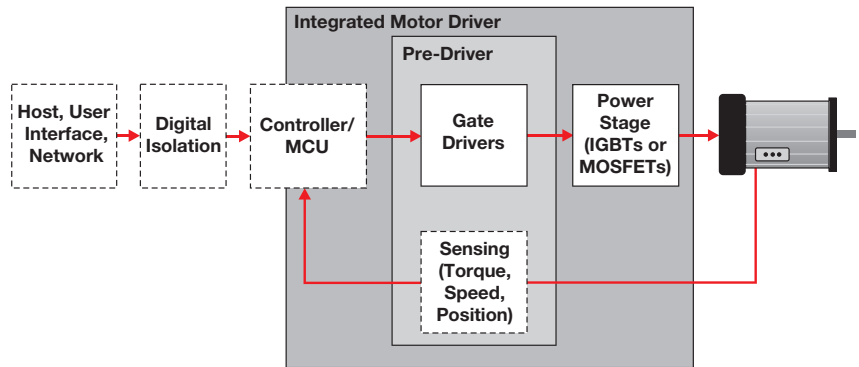 Integrated Motor Driver
Pre-Driver
Host, User
Interface,
Network
Digital
Isolation
Controller/
MCU
Gate
Drivers
Power
Stage
(IGBTs or
MOSFETs)
Sensing
(Torque,
Speed,
Position)